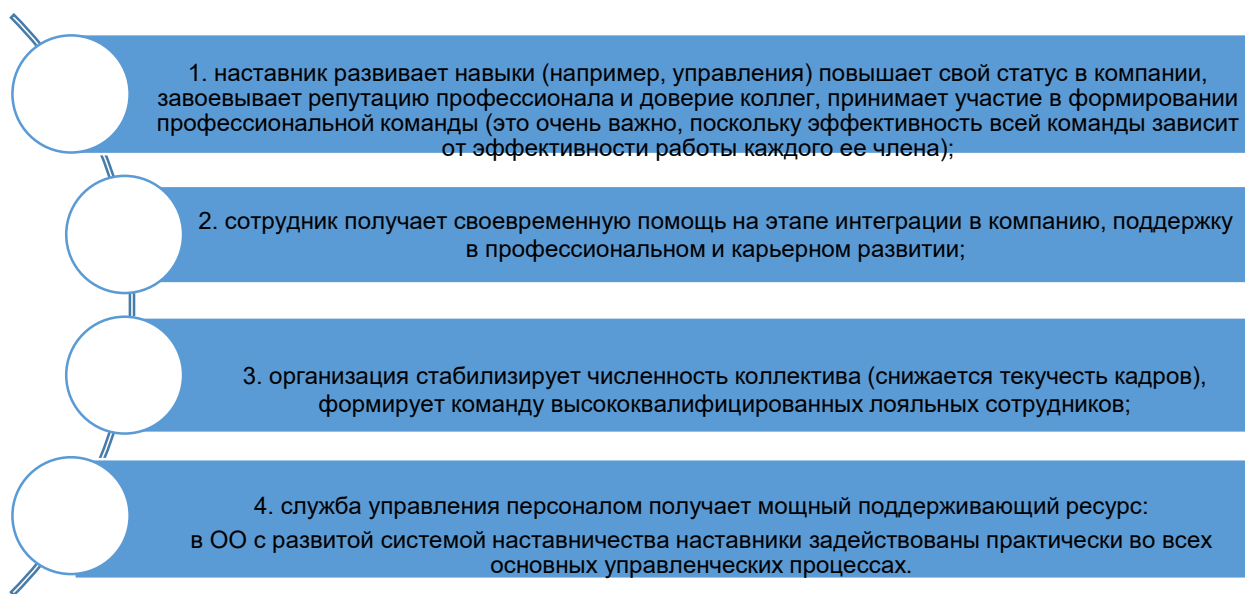 1. наставник развивает навыки (например, управления) повышает свой статус в компании,
завоевывает репутацию профессионала и доверие коллег, принимает участие в формировании
профессиональной команды (это очень важно, поскольку эффективность всей команды зависит
от эффективности работы каждого ее члена);
2. сотрудник получает своевременную помощь на этапе интеграции в компанию, поддержку
в профессиональном и карьерном развитии;
3. организация стабилизирует численность коллектива (снижается текучесть кадров),
формирует команду высококвалифицированных лояльных сотрудников;
4. служба управления персоналом получает мощный поддерживающий ресурс:
в ОО с развитой системой наставничества наставники задействованы практически во всех
основных управленческих процессах.